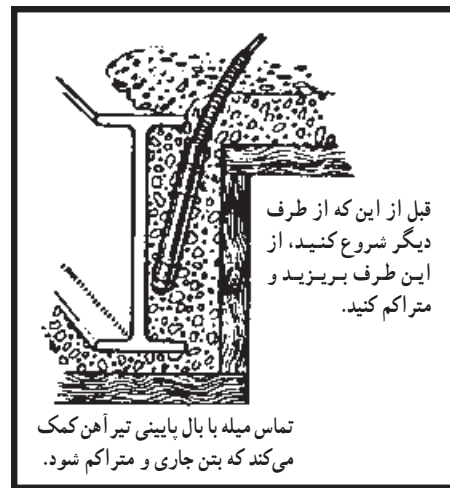 قبل از این که از طرف
دیگر شروع کنید، از
این طرف بریزید و
متراکم کنید.
تماس میله با بال پایینی تیرآهن کمک
می‌کند که بتن جاری و متراکم شود.